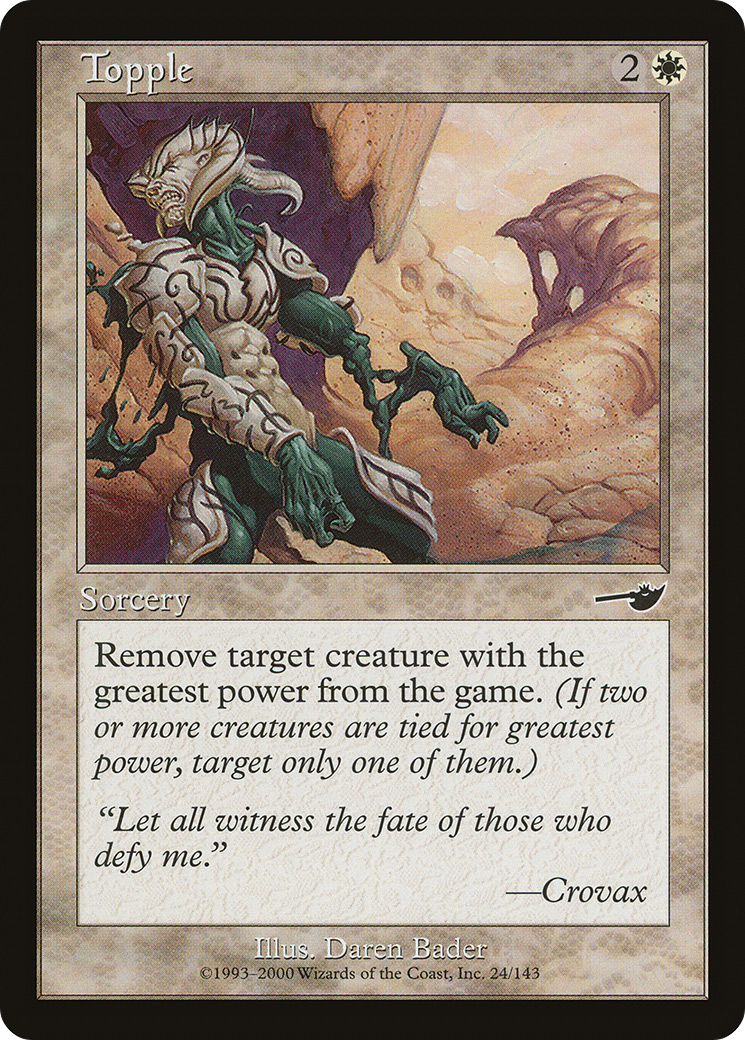 Topple
2
Sorcery
Remove target creature with the
greatest power from the game. (If two
or more creatures are tied for greatest
power, target only one of them.)
“Let all witness the fate of those who
defy me.”
—Crovax
Illus. Daren Bader
©1993–2000 Wizards of the Coast, Inc. 24/143